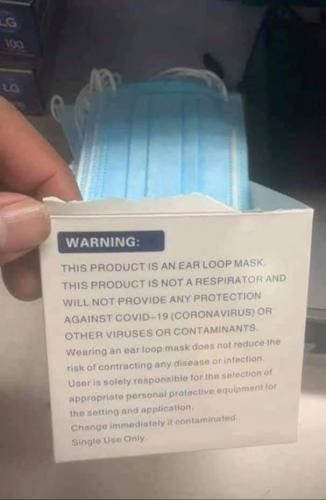 LG
100
LG
WARNING:
THIS PRODUCT IS AN EAR LOOP MASK.
THIS PRODUCT IS NOT A RESPIRATOR AND
WILL NOT PROVIDE ANY PROTECTION
AGAINST COVID-19 (CORONAVIRUS) OR
OTHER VIRUSES OR CONTAMINANTS.
Wearing an ear loop mask does not reduce the
risk of contracting any disease or infection.
User is solely responsible for the selection of
appropriate personal protective equipment for
the setting and application.
Change immediately if contaminated.
Single Use Only.